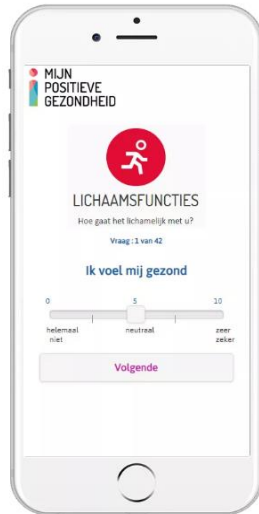 MIJN
POSITIEVE
GEZONDHEID
LICHAAMSFUNCTIES
Hoe gaat het lichamelijk met u?
Vraag : 1 van 42
Ik voel mij gezond
0 5 10
helemaal neutraal zeer
niet zeker
Volgende